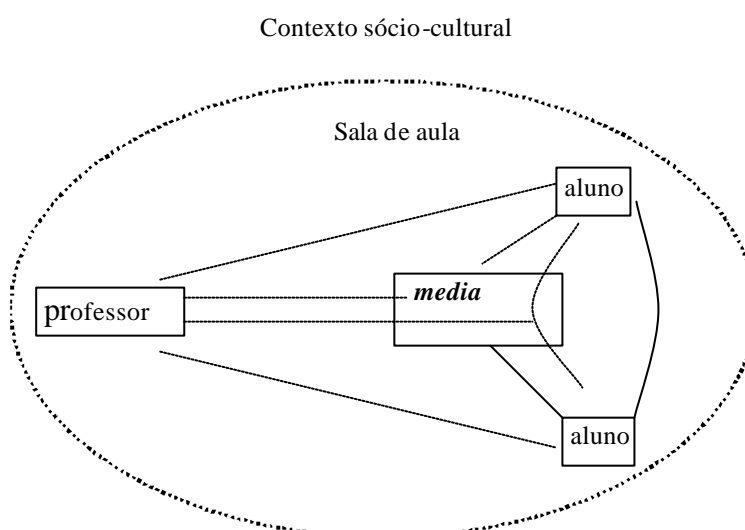 Contexto sócio-cultural
Sala de aula
aluno
media
professor
aluno